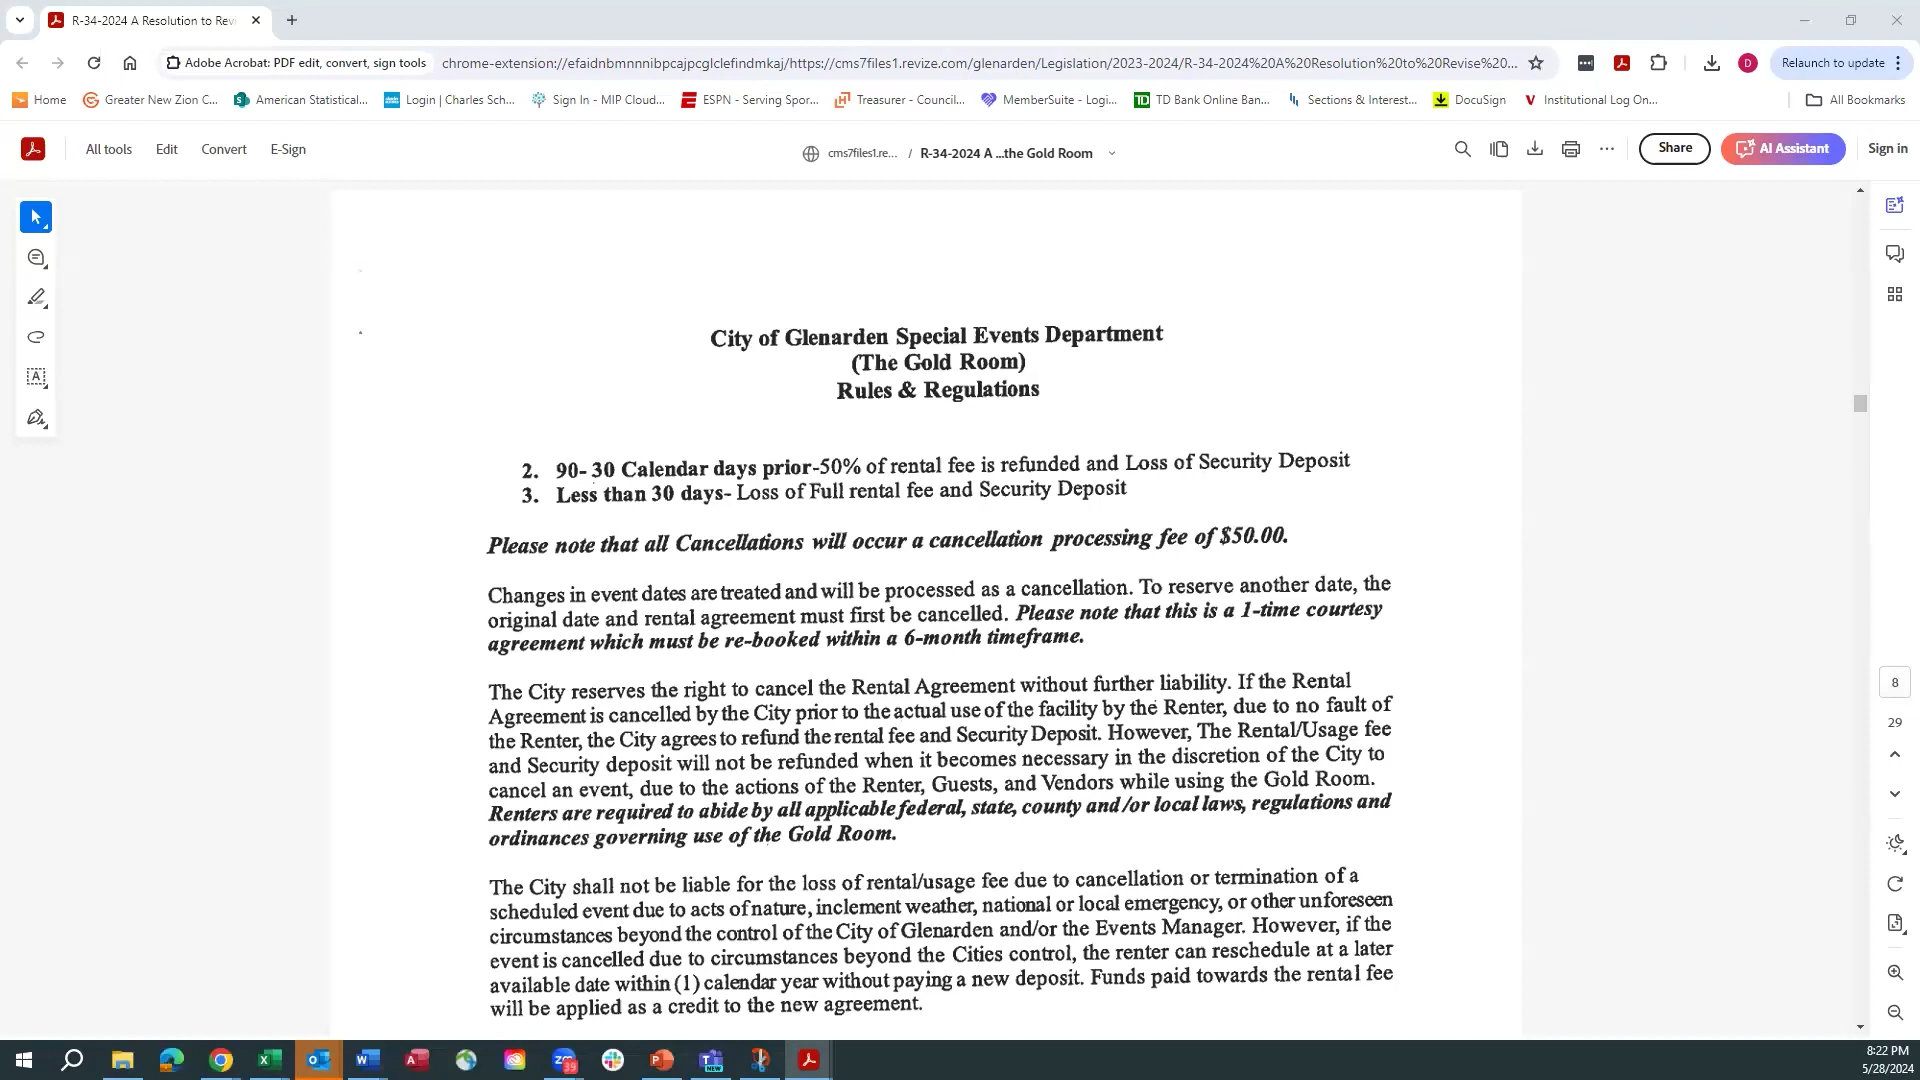 R-34-2024 A Resolution to Rev
Adobe Acrobat: PDF edit, convert, sign tools
chrome-extension://efaidnbmnnnibpcajpcglclefindmkaj/https://cms7files1.revize.com/glenarden/Legislation/2023-2024/R-34-2024%20A%20Resolution%20to%20Revise%20...
D
Relaunch to update
Home
Greater New Zion C...
American Statistical...
Login | Charles Sch...
Sign In - MIP Cloud...
ESPN - Serving Spor...
Treasurer - Council...
MemberSuite - Logi...
TD Bank Online Ban...
Sections & Interest...
DocuSign
Institutional Log On...
All Bookmarks
All tools
Edit
Convert
E-Sign
cms7files1.re... / R-34-2024 A ...the Gold Room
Share
AI Assistant
Sign in
City of Glenarden Special Events Department
(The Gold Room)
Rules & Regulations
2. 90- 30 Calendar days prior-50% of rental fee is refunded and Loss of Security Deposit
3. Less than 30 days- Loss of Full rental fee and Security Deposit
Please note that all Cancellations will occur a cancellation processing fee of $50.00.
Changes in event dates are treated and will be processed as a cancellation. To reserve another date, the
original date and rental agreement must first be cancelled. Please note that this is a 1-time courtesy
agreement which must be re-booked within a 6-month timeframe.
The City reserves the right to cancel the Rental Agreement without further liability. If the Rental
Agreement is cancelled by the City prior to the actual use of the facility by the Renter, due to no fault of
the Renter, the City agrees to refund the rental fee and Security Deposit. However, The Rental/Usage fee
and Security deposit will not be refunded when it becomes necessary in the discretion of the City to
cancel an event, due to the actions of the Renter, Guests, and Vendors while using the Gold Room.
Renters are required to abide by all applicable federal, state, county and/or local laws, regulations and
ordinances governing use of the Gold Room.
The City shall not be liable for the loss of rental/usage fee due to cancellation or termination of a
scheduled event due to acts of nature, inclement weather, national or local emergency, or other unforeseen
circumstances beyond the control of the City of Glenarden and/or the Events Manager. However, if the
event is cancelled due to circumstances beyond the Cities control, the renter can reschedule at a later
available date within (1) calendar year without paying a new deposit. Funds paid towards the rental fee
will be applied as a credit to the new agreement.
8
29
8:22 PM
5/28/2024